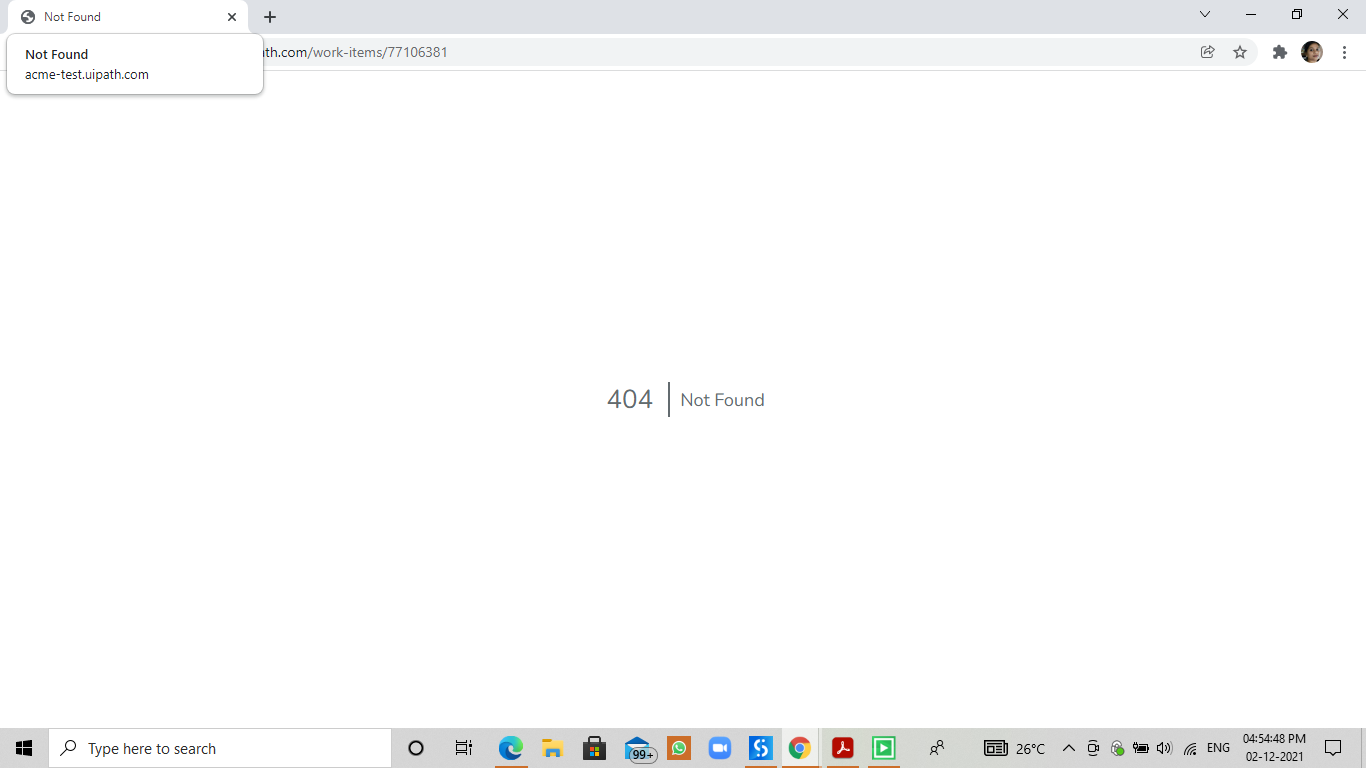 Not Found
Not Found
acme-test.uipath.com
ath.com/work-items/77106381
404 | Not Found
Type here to search
99+
26°C
ENG
04:54:48 PM
02-12-2021